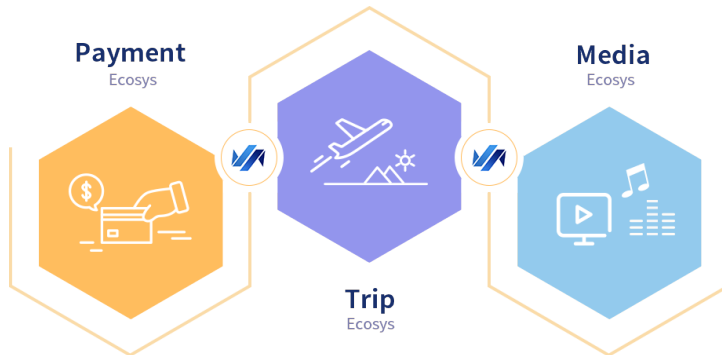 Payment
Ecosys
$
Trip
Ecosys
Media
Ecosys